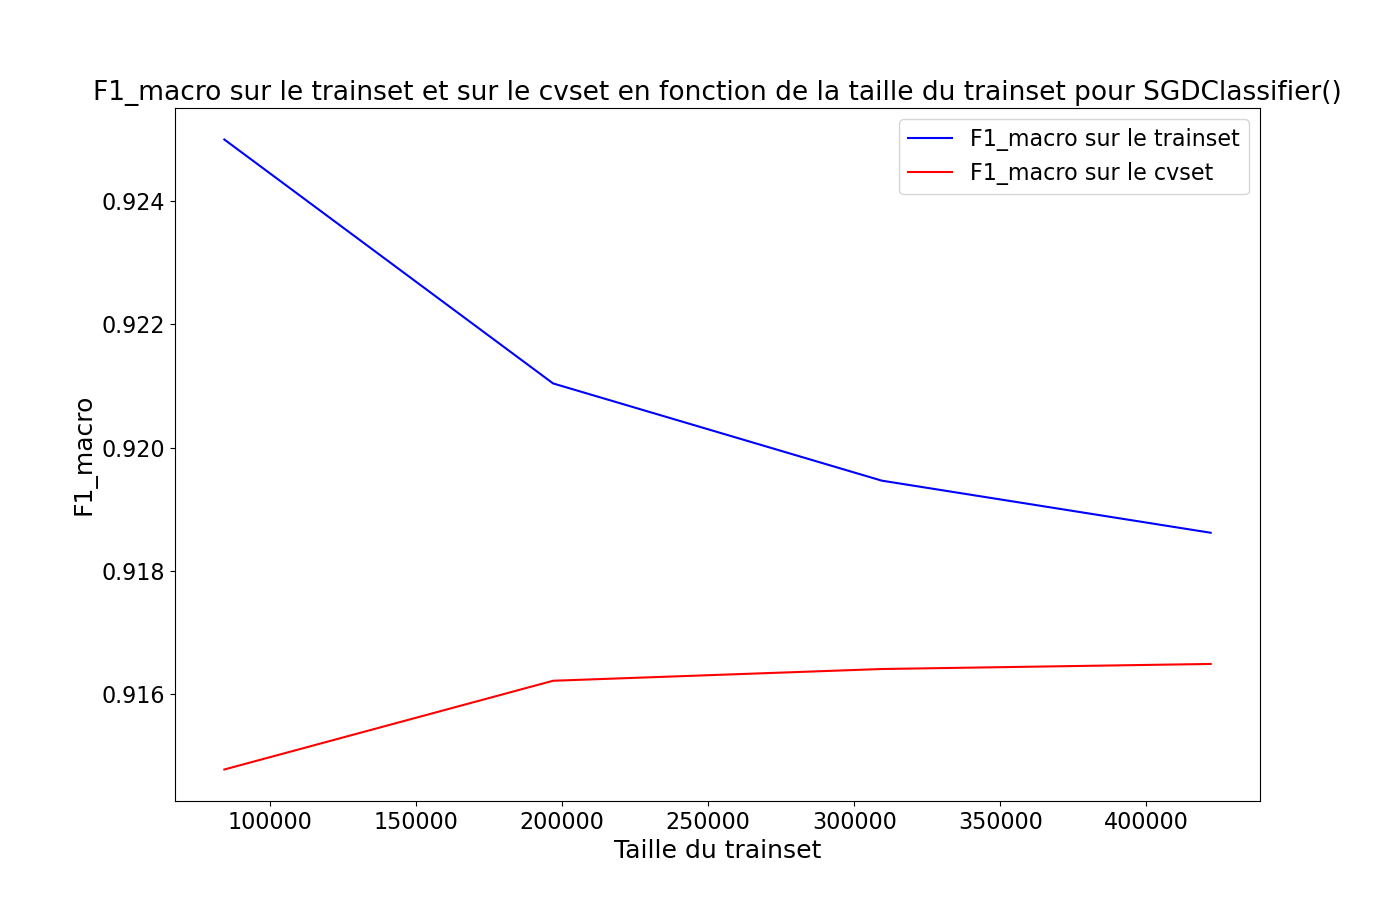 F1_macro sur le trainset et sur le cvset en fonction de la taille du trainset pour SGDClassifier()
F1_macro sur le trainset
F1_macro sur le cvset
0.924
0.922
0.920
0.918
0.916
F1_macro
100000 150000 200000 250000 300000 350000 400000
Taille du trainset